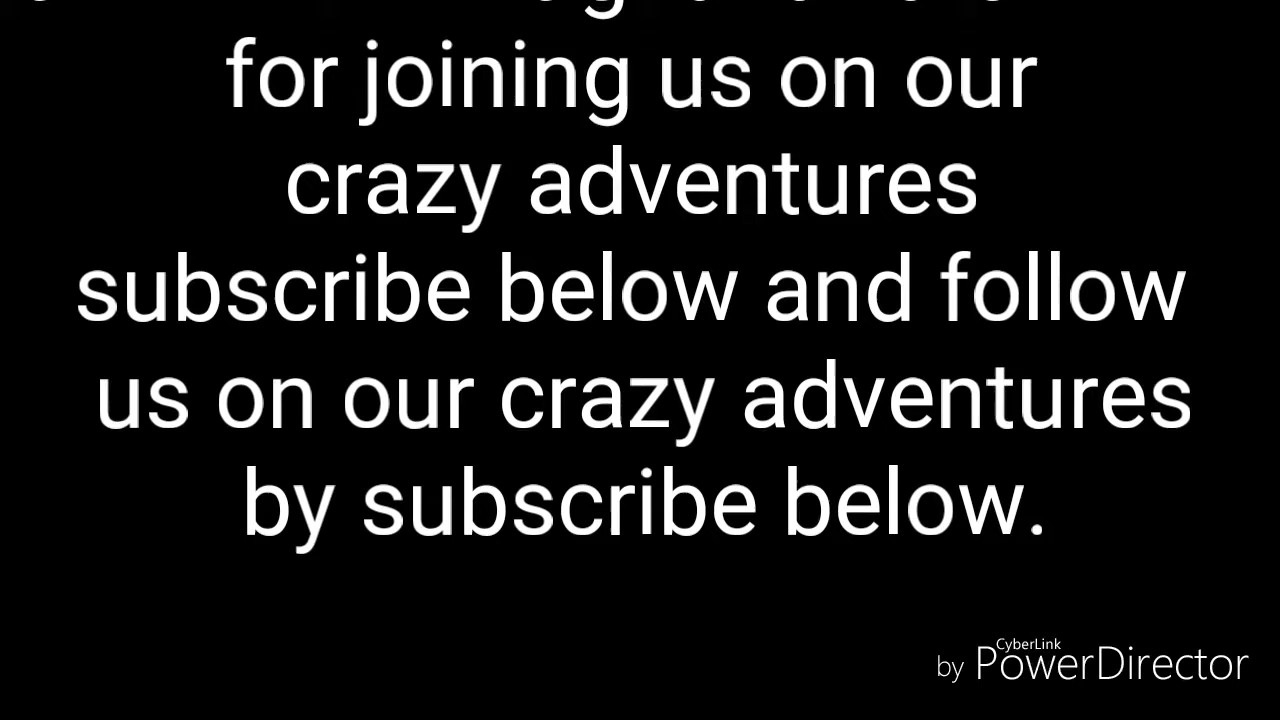 for joining us on our
crazy adventures
subscribe below and follow
us on our crazy adventures
by subscribe below.
CyberLink
by PowerDirector